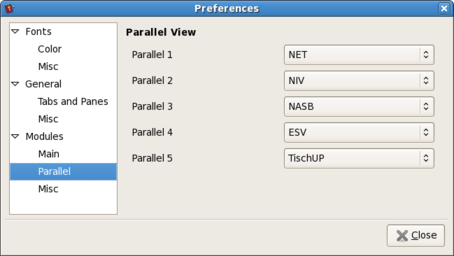 Preferences
Fonts
Color
Misc
General
Tabs and Panes
Misc
Modules
Main
Parallel
Misc
Parallel View
Parallel 1 NET
Parallel 2 NIV
Parallel 3 NASB
Parallel 4 ESV
Parallel 5 TischUP
Close